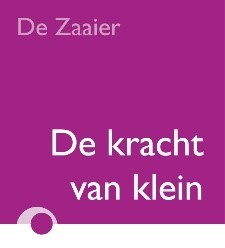 De Zaaier
De kracht
van klein